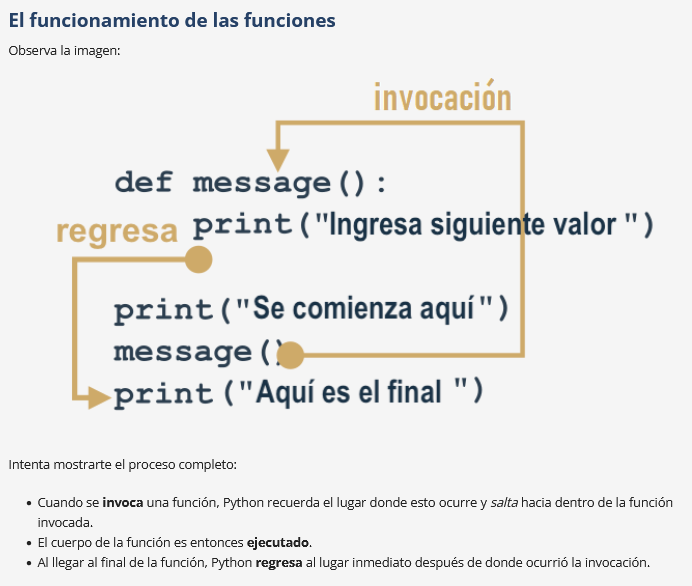 El funcionamiento de las funciones
Observa la imagen:
invocación
def message():
regresa
print("Ingresa siguiente valor ")
print("Se comienza aquí")
message()
print ("Aquí es el final ")
Intenta mostrarte el proceso completo:
• Cuando se invoca una función, Python recuerda el lugar donde esto ocurre y salta hacia dentro de la función
invocada.
• El cuerpo de la función es entonces ejecutado.
• Al llegar al final de la función, Python regresa al lugar inmediato después de donde ocurrió la invocación.